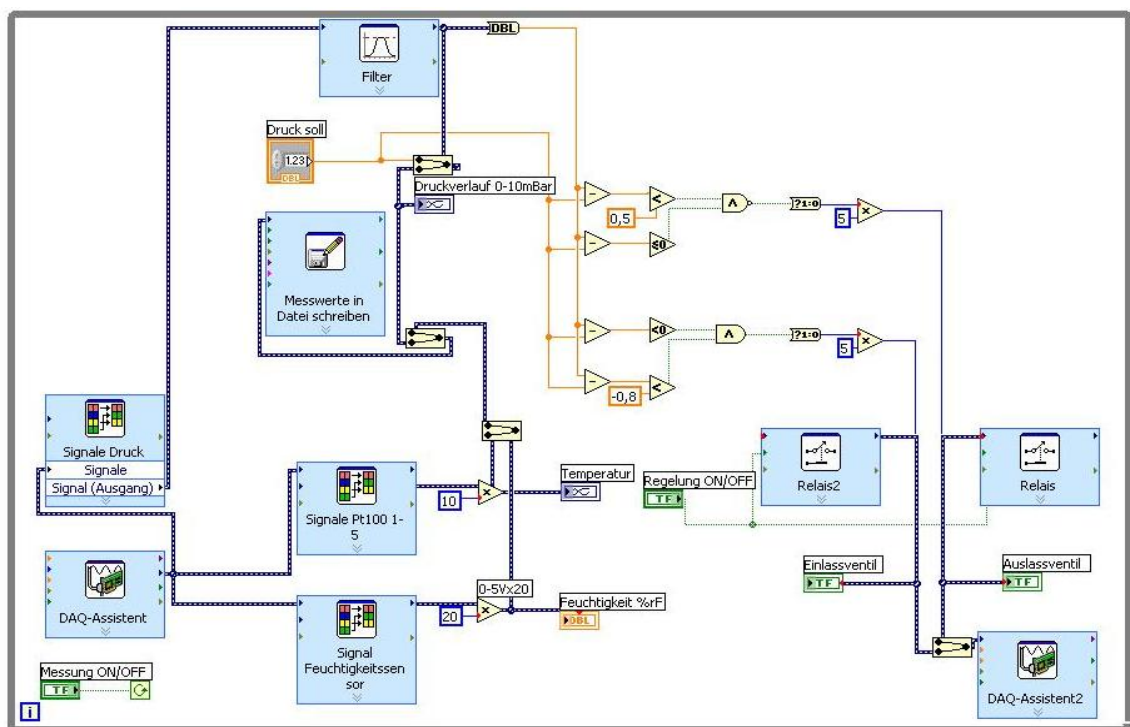 Filter
DBL
Druck soll
1.23
DBL
Druckverlauf 0-10mBar
0,5
<
≤0
?1:0
5
Messwerte in
Datei schreiben
<0
-0,8
<
?1:0
5
Signale Druck
Signale
Signal (Ausgang)
Signale Pt100 1-
5
10
Temperatur
Regelung ON/OFF
TF
Relais2
Relais
DAQ-Assistent
0-5Vx20
20
Feuchtigkeit %rF
DBL
Einlassventil
TF
Auslassventil
TF
Signal
Feuchtigkeitssen
sor
Messung ON/OFF
TF
DAQ-Assistent2
i